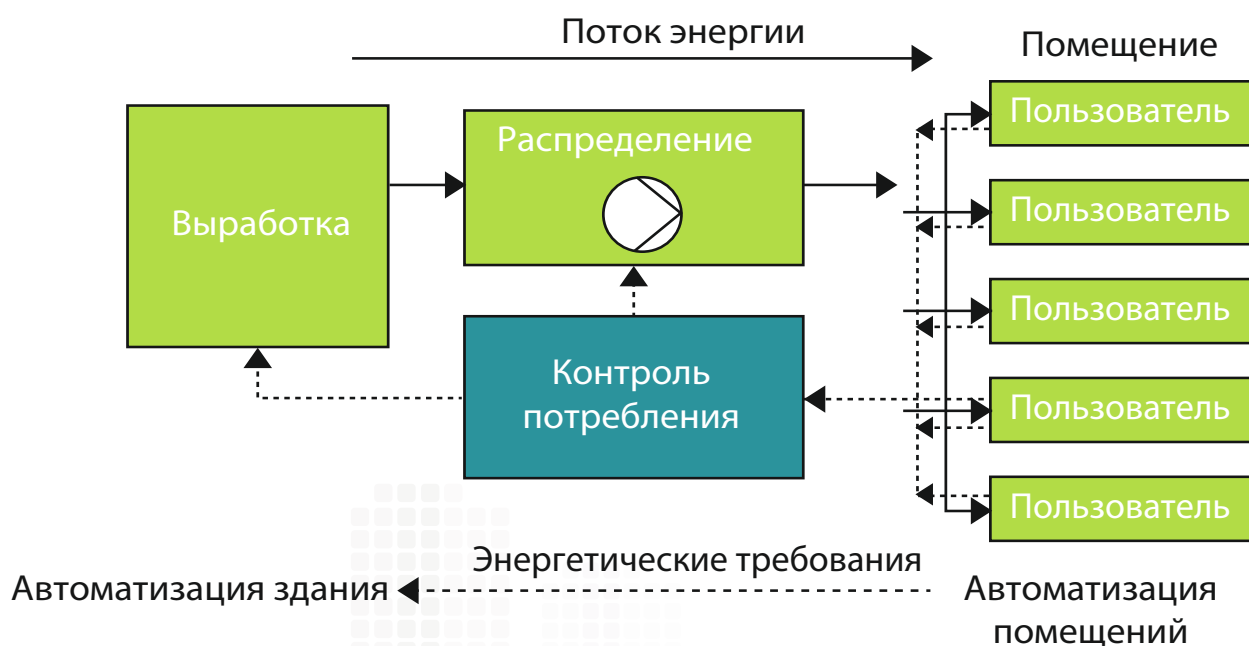 Поток энергии
Помещение
Пользователь
Распределение
Выработка
Пользователь
Пользователь
Контроль
потребления
Пользователь
Пользователь
Энергетические требования
Автоматизация здания
Автоматизация
помещений